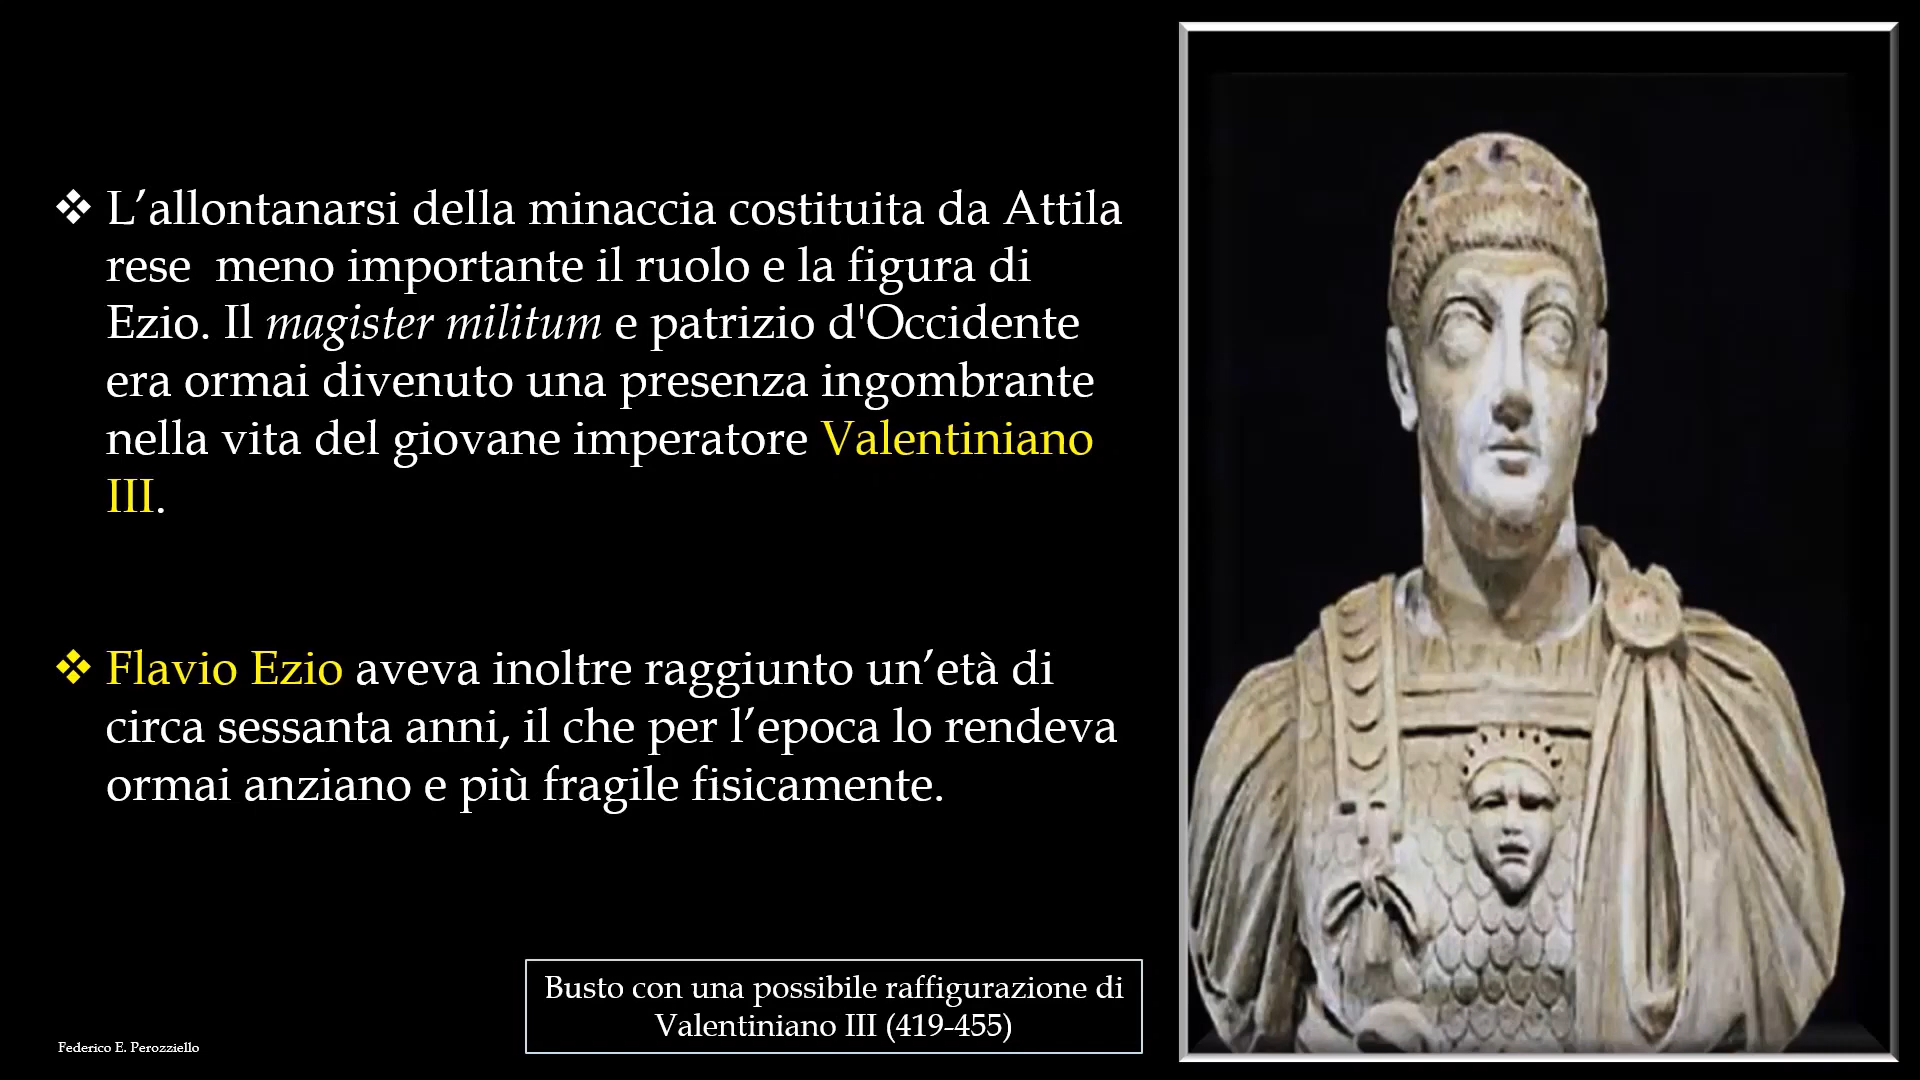 ❖ L’allontanarsi della minaccia costituita da Attila
rese  meno importante il ruolo e la figura di
Ezio. Il magister militum e patrizio d'Occidente
era ormai divenuto una presenza ingombrante
nella vita del giovane imperatore Valentiniano
III.
❖ Flavio Ezio aveva inoltre raggiunto un’età di
circa sessanta anni, il che per l’epoca lo rendeva
ormai anziano e più fragile fisicamente.
Busto con una possibile raffigurazione di
Valentiniano III (419-455)
Federico E. Perozziello